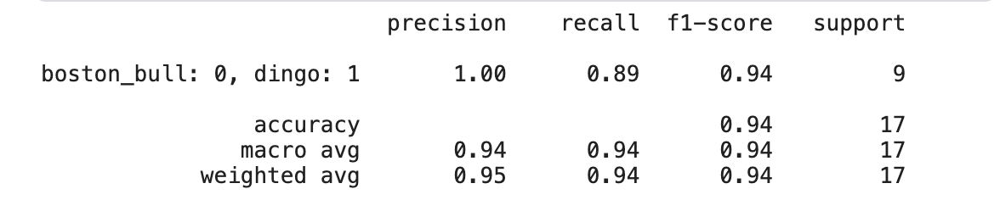 precision recall f1-score support
boston_bull: 0, dingo: 1 1.00 0.89 0.94 9
accuracy 0.94 17
macro avg 0.94 0.94 0.94 17
weighted avg 0.95 0.94 0.94 17